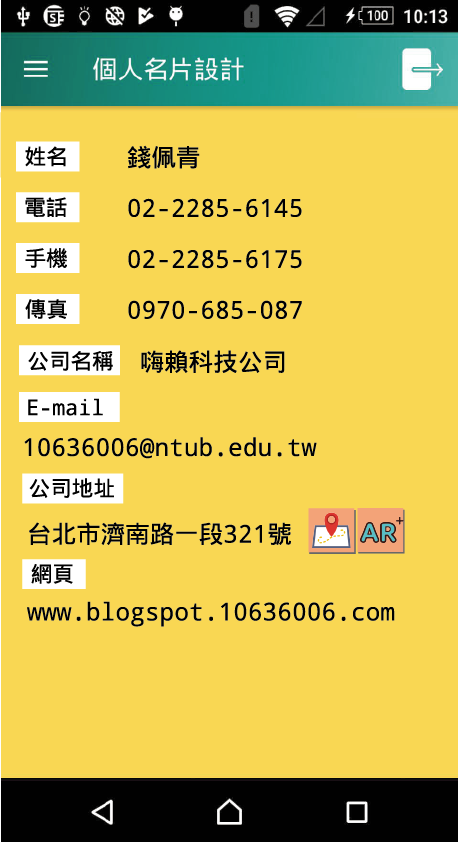 100 10:13
個人名片設計
姓名 錢佩青
電話 02-2285-6145
手機 02-2285-6175
傳真 0970-685-087
公司名稱 嗨賴科技公司
E-mail
10636006@ntub.edu.tw
公司地址
台北市濟南路一段321號 AR+
網頁
www.blogspot.10636006.com